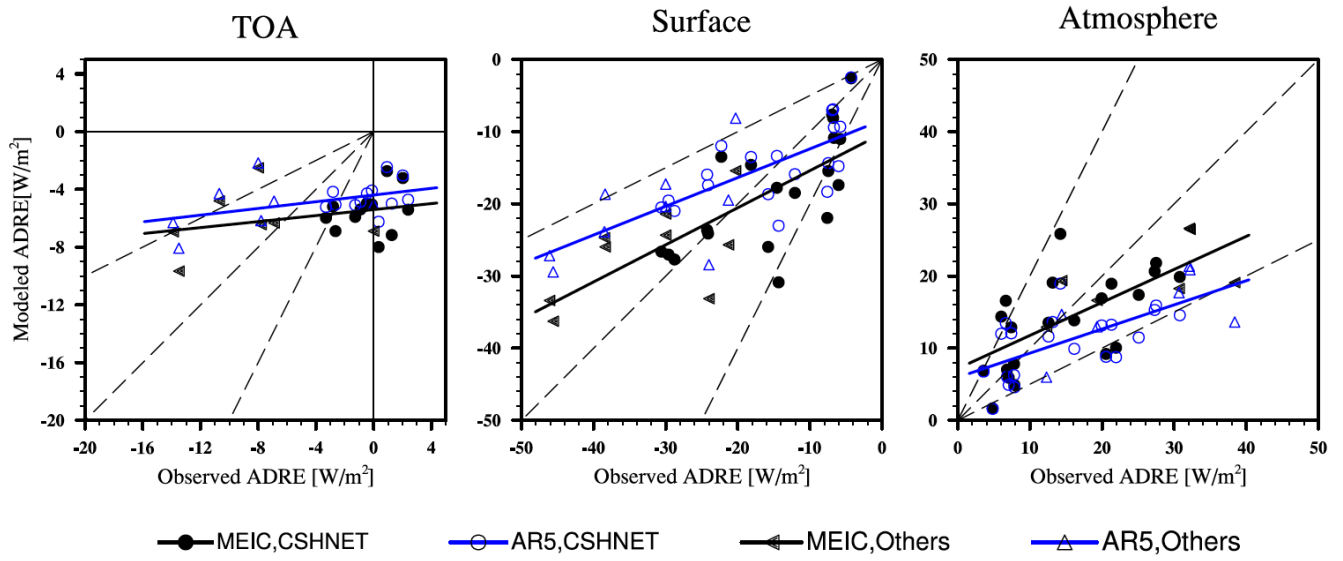 TOA
Surface
Atmosphere
Modeled ADRE[W/m²]
4
0
-4
-8
-12
-16
-20
-20 -16 -12 -8 -4 0 4
Observed ADRE [W/m²]
0
-10
-20
-30
-40
-50
-50 -40 -30 -20 -10 0
Observed ADRE [W/m²]
50
40
30
20
10
0
0 10 20 30 40 50
Observed ADRE [W/m²]
MEIC,CSHNET AR5,CSHNET MEIC,Others AR5,Others